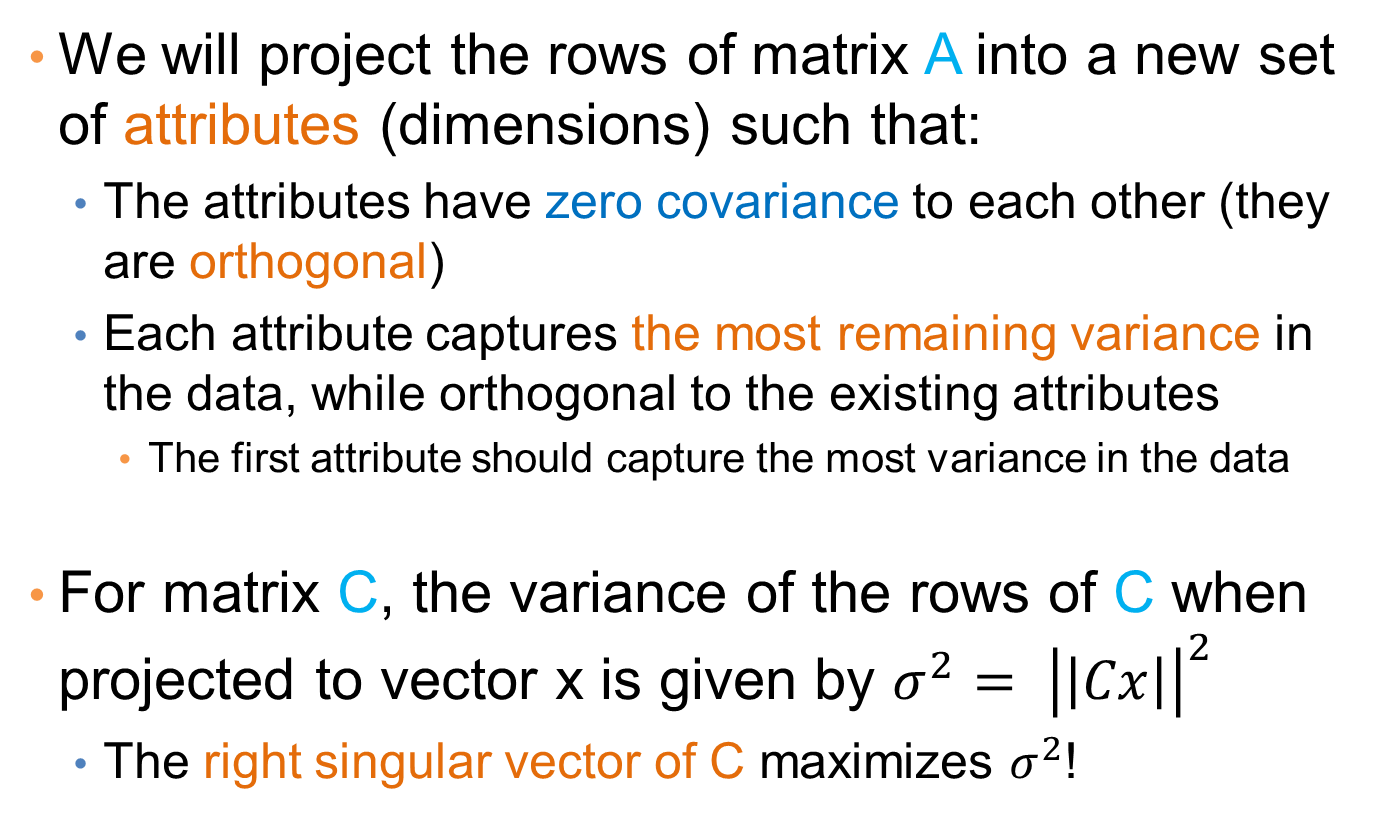 • We will project the rows of matrix A into a new set
of attributes (dimensions) such that:
• The attributes have zero covariance to each other (they
are orthogonal)
• Each attribute captures the most remaining variance in
the data, while orthogonal to the existing attributes
• The first attribute should capture the most variance in the data
• For matrix C, the variance of the rows of C when
projected to vector x is given by σ² = ||Cx||²
• The right singular vector of C maximizes σ²!